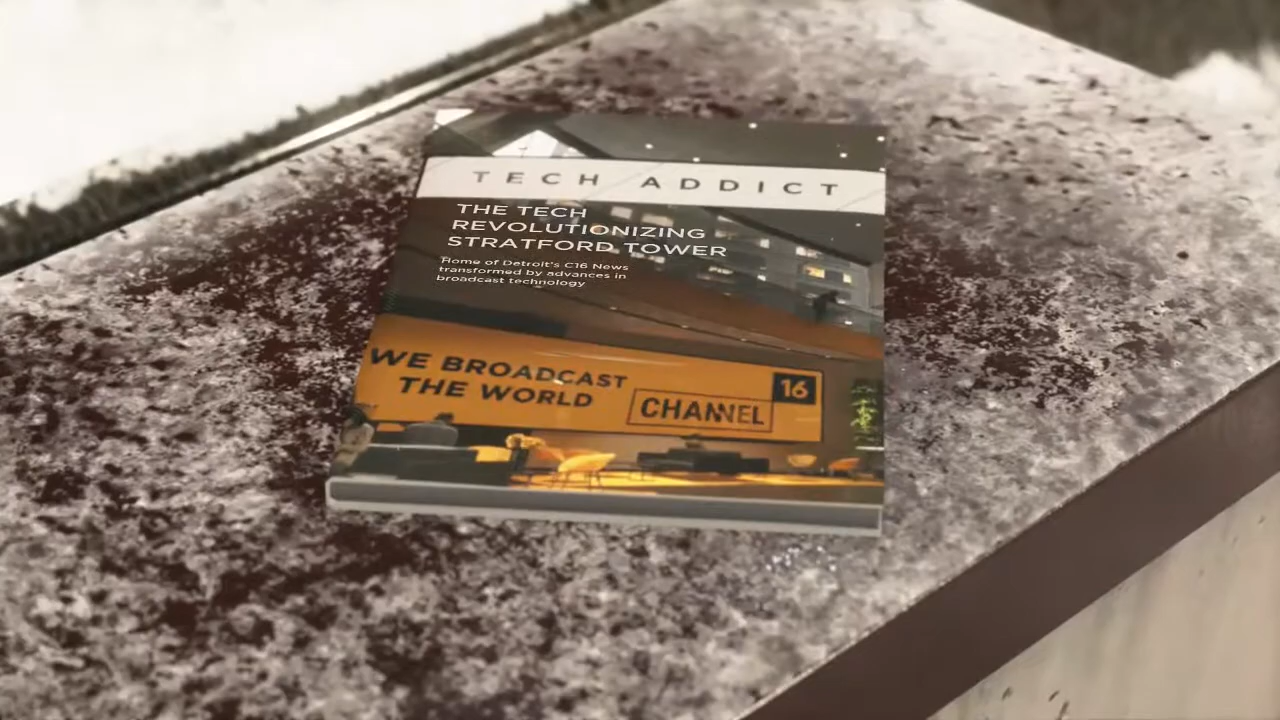 TECH ADDICT
THE TECH
REVOLUTIONIZING
STRATFORD TOWER
Home of Detroit's C16 News
transformed by advances in
broadcast technology
WE BROADCAST
THE WORLD
16
CHANNEL